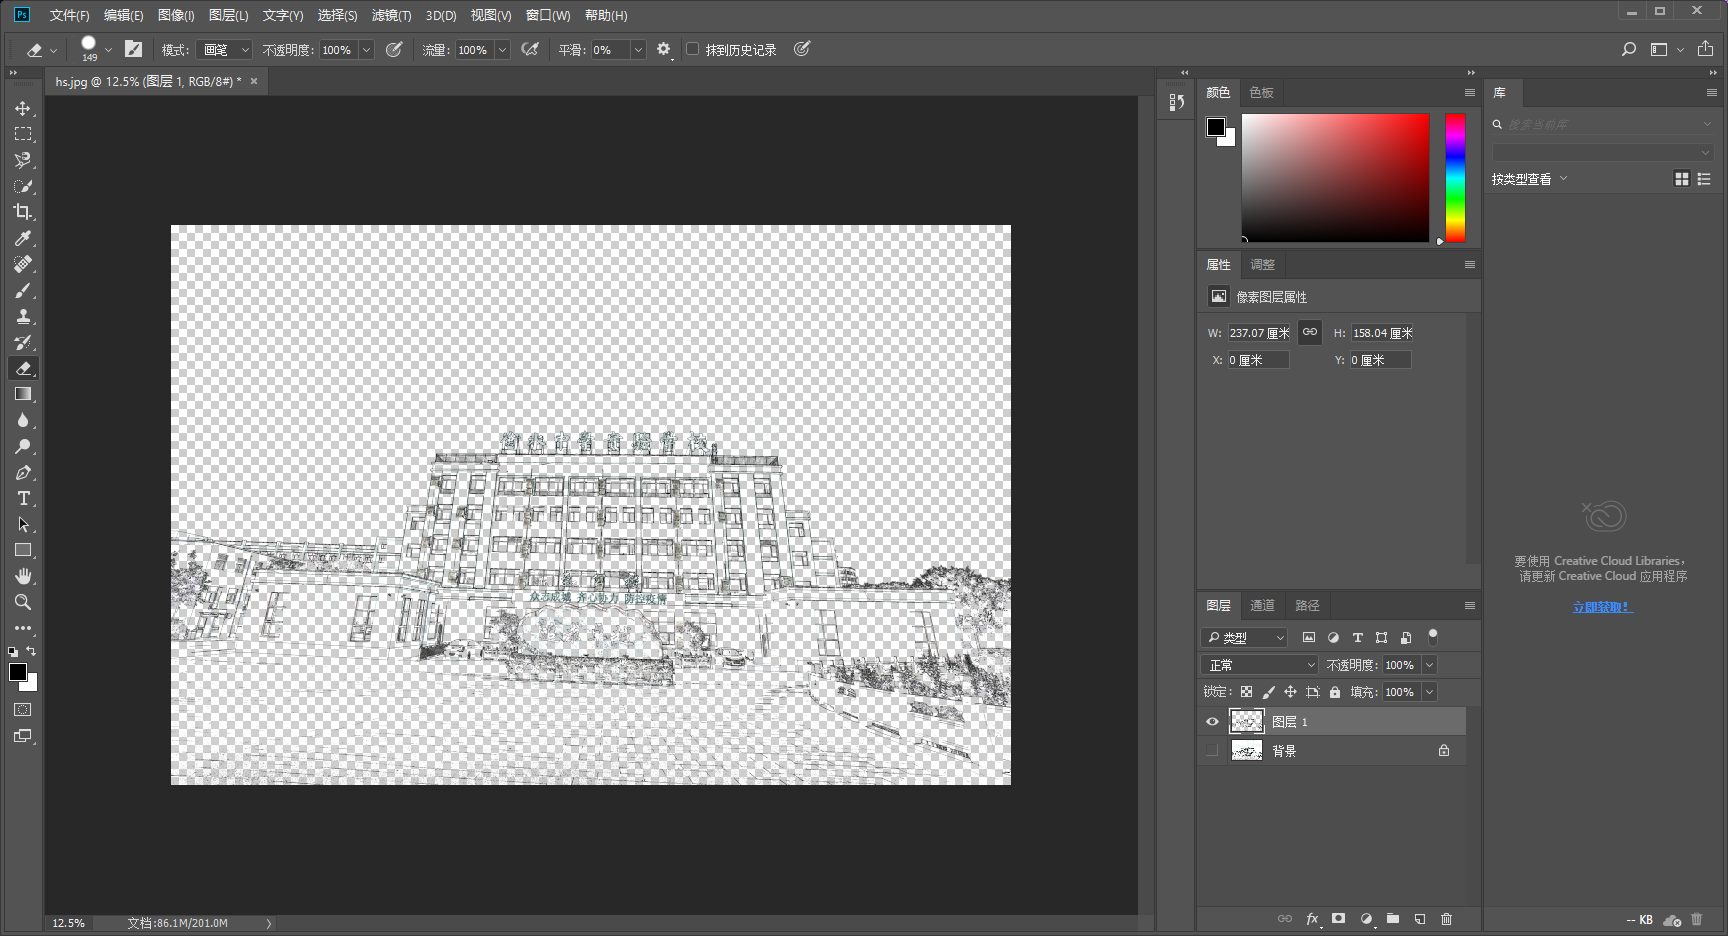 Ps 文件(F) 编辑(E) 图像(I) 图层(L) 文字(Y) 选择(S) 滤镜(T) 3D(D) 视图(V) 窗口(W) 帮助(H)
149 模式: 画笔 不透明度: 100% 流量: 100% 平滑: 0% 抹到历史记录
hs.jpg @ 12.5% (图层 1, RGB/8#) *
众志成城 齐心协力 防控疫情
12.5% 文档:86.1M/201.0M
颜色 色板
属性 调整
像素图层属性
W: 237.07 厘米 H: 158.04 厘米
X: 0 厘米 Y: 0 厘米
图层 通道 路径
类型
正常 不透明度: 100%
锁定: 填充: 100%
图层 1
背景
fx
库
搜索当前库
按类型查看
要使用 Creative Cloud Libraries，
请更新 Creative Cloud 应用程序
立即获取！
-- KB